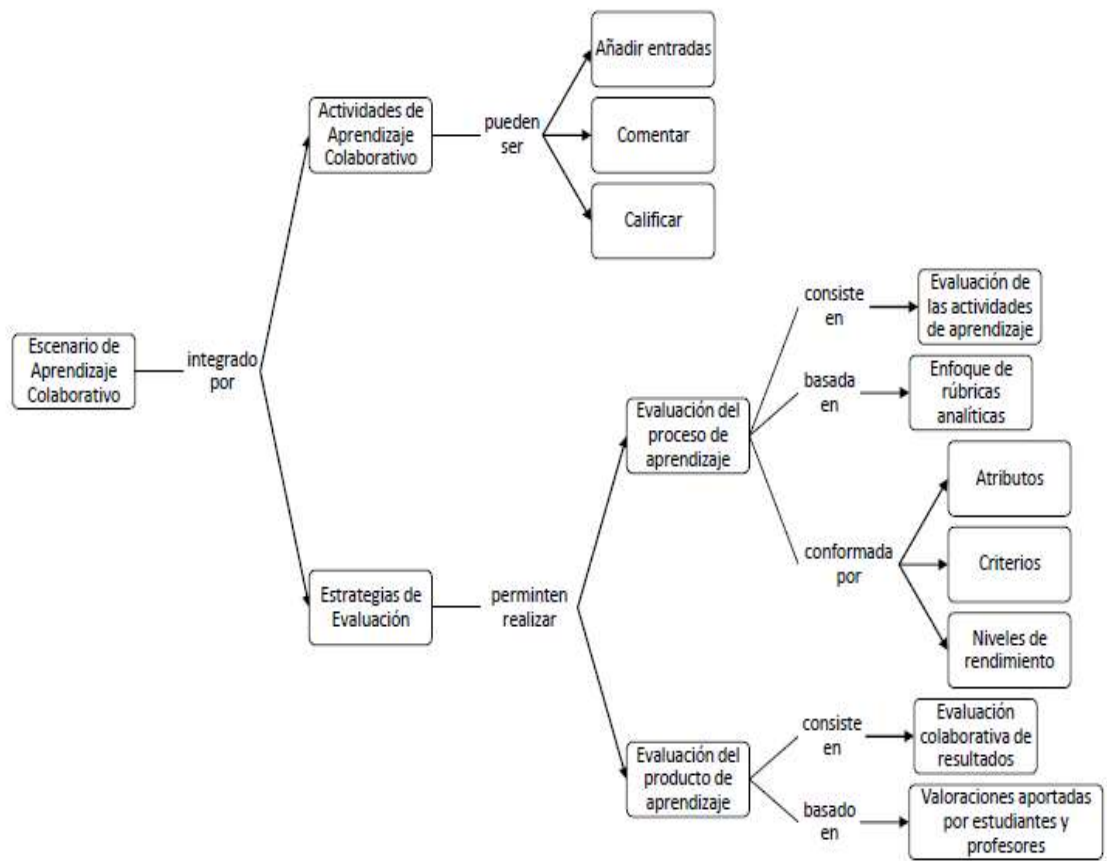 Escenario de
Aprendizaje
Colaborativo
integrado
por
Actividades de
Aprendizaje
Colaborativo
pueden
ser
Añadir entradas
Comentar
Calificar
Estrategias de
Evaluación
perminten
realizar
Evaluación del
proceso de
aprendizaje
consiste
en
Evaluación de
las actividades
de aprendizaje
basada
en
Enfoque de
rúbricas
analíticas
conformada
por
Atributos
Criterios
Niveles de
rendimiento
Evaluación del
producto de
aprendizaje
consiste
en
Evaluación
colaborativa de
resultados
basado
en
Valoraciones aportadas
por estudiantes y
profesores